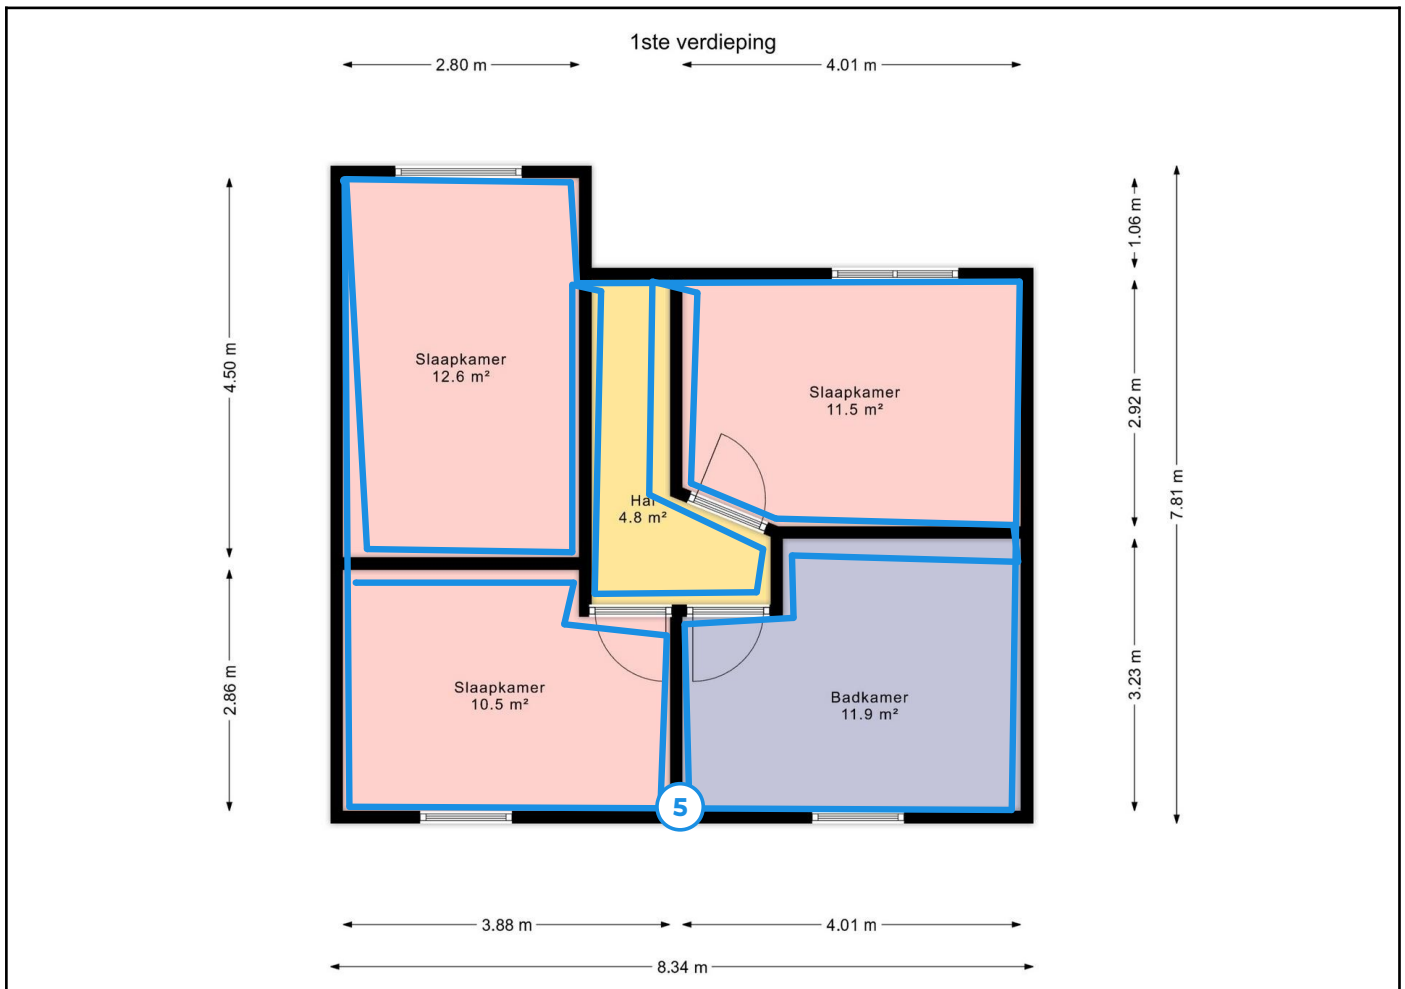 1ste verdieping
2.80 m
4.01 m
1.06 m
4.50 m
Slaapkamer
12.6 m²
Slaapkamer
11.5 m²
2.92 m
7.81 m
Hal
4.8 m²
2.86 m
Slaapkamer
10.5 m²
Badkamer
11.9 m²
3.23 m
5
3.88 m
4.01 m
8.34 m